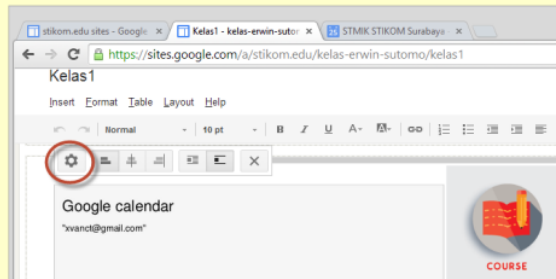 stikom.edu sites - Google
Kelas1 - kelas-erwin-sutor
STMIK STIKOM Surabaya -
https://sites.google.com/a/stikom.edu/kelas-erwin-sutomo/kelas1
Kelas1
Insert Format Table Layout Help
Normal 10 pt B I U A
Google calendar
"xvanct@gmail.com"
COURSE